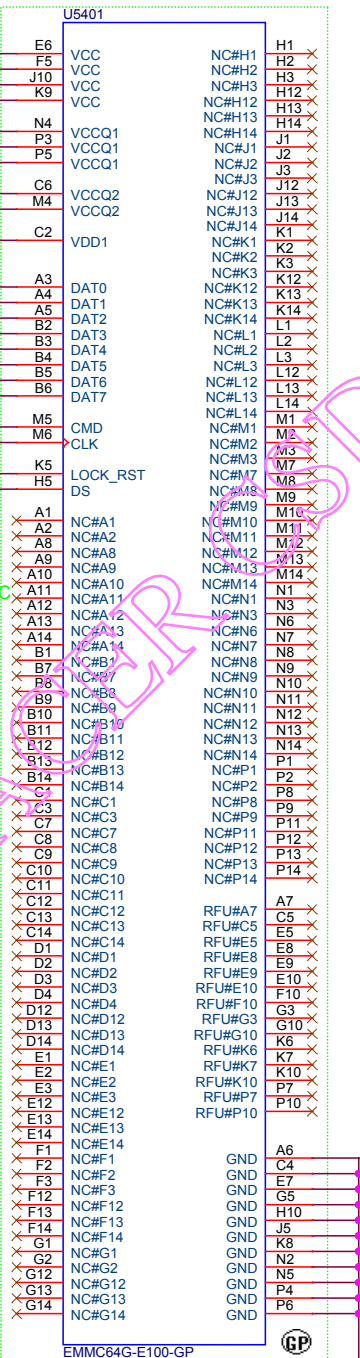 U5401
E6 VCC NC#H1 H1
F5 VCC NC#H2 H2
J10 VCC NC#H3 H3
K9 VCC NC#H12 H12
NC#H13 H13
N4 VCCQ1 NC#H14 H14
P3 VCCQ1 NC#J1 J1
P5 VCCQ1 NC#J2 J2
NC#J3 J3
C6 VCCQ2 NC#J12 J12
M4 VCCQ2 NC#J13 J13
NC#J14 J14
C2 VDD1 NC#K1 K1
NC#K2 K2
NC#K3 K3
A3 DAT0 NC#K12 K12
A4 DAT1 NC#K13 K13
A5 DAT2 NC#K14 K14
B2 DAT3 NC#L1 L1
B3 DAT4 NC#L2 L2
B4 DAT5 NC#L3 L3
B5 DAT6 NC#L12 L12
B6 DAT7 NC#L13 L13
NC#L14 L14
M5 CMD NC#M1 M1
M6 CLK NC#M2 M2
NC#M3 M3
K5 LOCK_RST NC#M7 M7
H5 DS NC#M8 M8
NC#M9 M9
A1 NC#A1 NC#M10 M10
A2 NC#A2 NC#M11 M11
A8 NC#A8 NC#M12 M12
A9 NC#A9 NC#M13 M13
A10 NC#A10 NC#M14 M14
A11 NC#A11 NC#N1 N1
A12 NC#A12 NC#N3 N3
A13 NC#A13 NC#N6 N6
A14 NC#A14 NC#N7 N7
B1 NC#B1 NC#N8 N8
B7 NC#B7 NC#N9 N9
B8 NC#B8 NC#N10 N10
B9 NC#B9 NC#N11 N11
B10 NC#B10 NC#N12 N12
B11 NC#B11 NC#N13 N13
B12 NC#B12 NC#N14 N14
B13 NC#B13 NC#P1 P1
B14 NC#B14 NC#P2 P2
C1 NC#C1 NC#P8 P8
C3 NC#C3 NC#P9 P9
C7 NC#C7 NC#P11 P11
C8 NC#C8 NC#P12 P12
C9 NC#C9 NC#P13 P13
C10 NC#C10 NC#P14 P14
C11 NC#C11
C12 NC#C12 RFU#A7 A7
C13 NC#C13 RFU#C5 C5
C14 NC#C14 RFU#E5 E5
D1 NC#D1 RFU#E8 E8
D2 NC#D2 RFU#E9 E9
D3 NC#D3 RFU#E10 E10
D4 NC#D4 RFU#F10 F10
D12 NC#D12 RFU#G3 G3
D13 NC#D13 RFU#G10 G10
D14 NC#D14 RFU#K6 K6
E1 NC#E1 RFU#K7 K7
E2 NC#E2 RFU#K10 K10
E3 NC#E3 RFU#P7 P7
E12 NC#E12 RFU#P10 P10
E13 NC#E13
E14 NC#E14
F1 NC#F1 GND A6
F2 NC#F2 GND C4
F3 NC#F3 GND E7
F12 NC#F12 GND G5
F13 NC#F13 GND H10
F14 NC#F14 GND J5
G1 NC#G1 GND K8
G2 NC#G2 GND N2
G12 NC#G12 GND N5
G13 NC#G13 GND P4
G14 NC#G14 GND P6
EMMC64G-E100-GP
GP